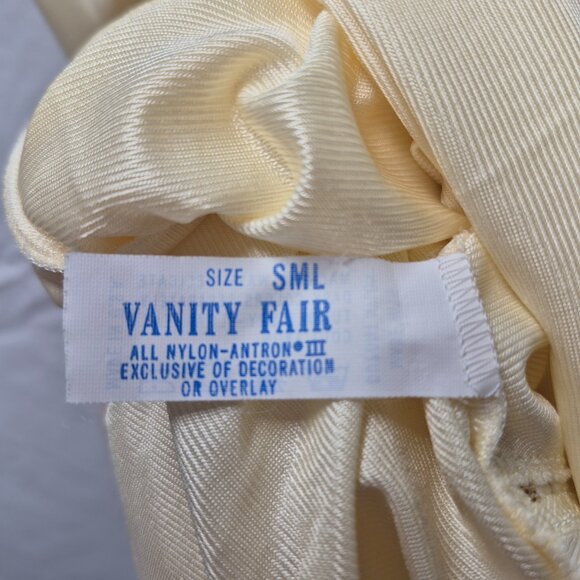 SIZE SML
VANITY FAIR
ALL NYLON-ANTRON® III
EXCLUSIVE OF DECORATION
OR OVERLAY